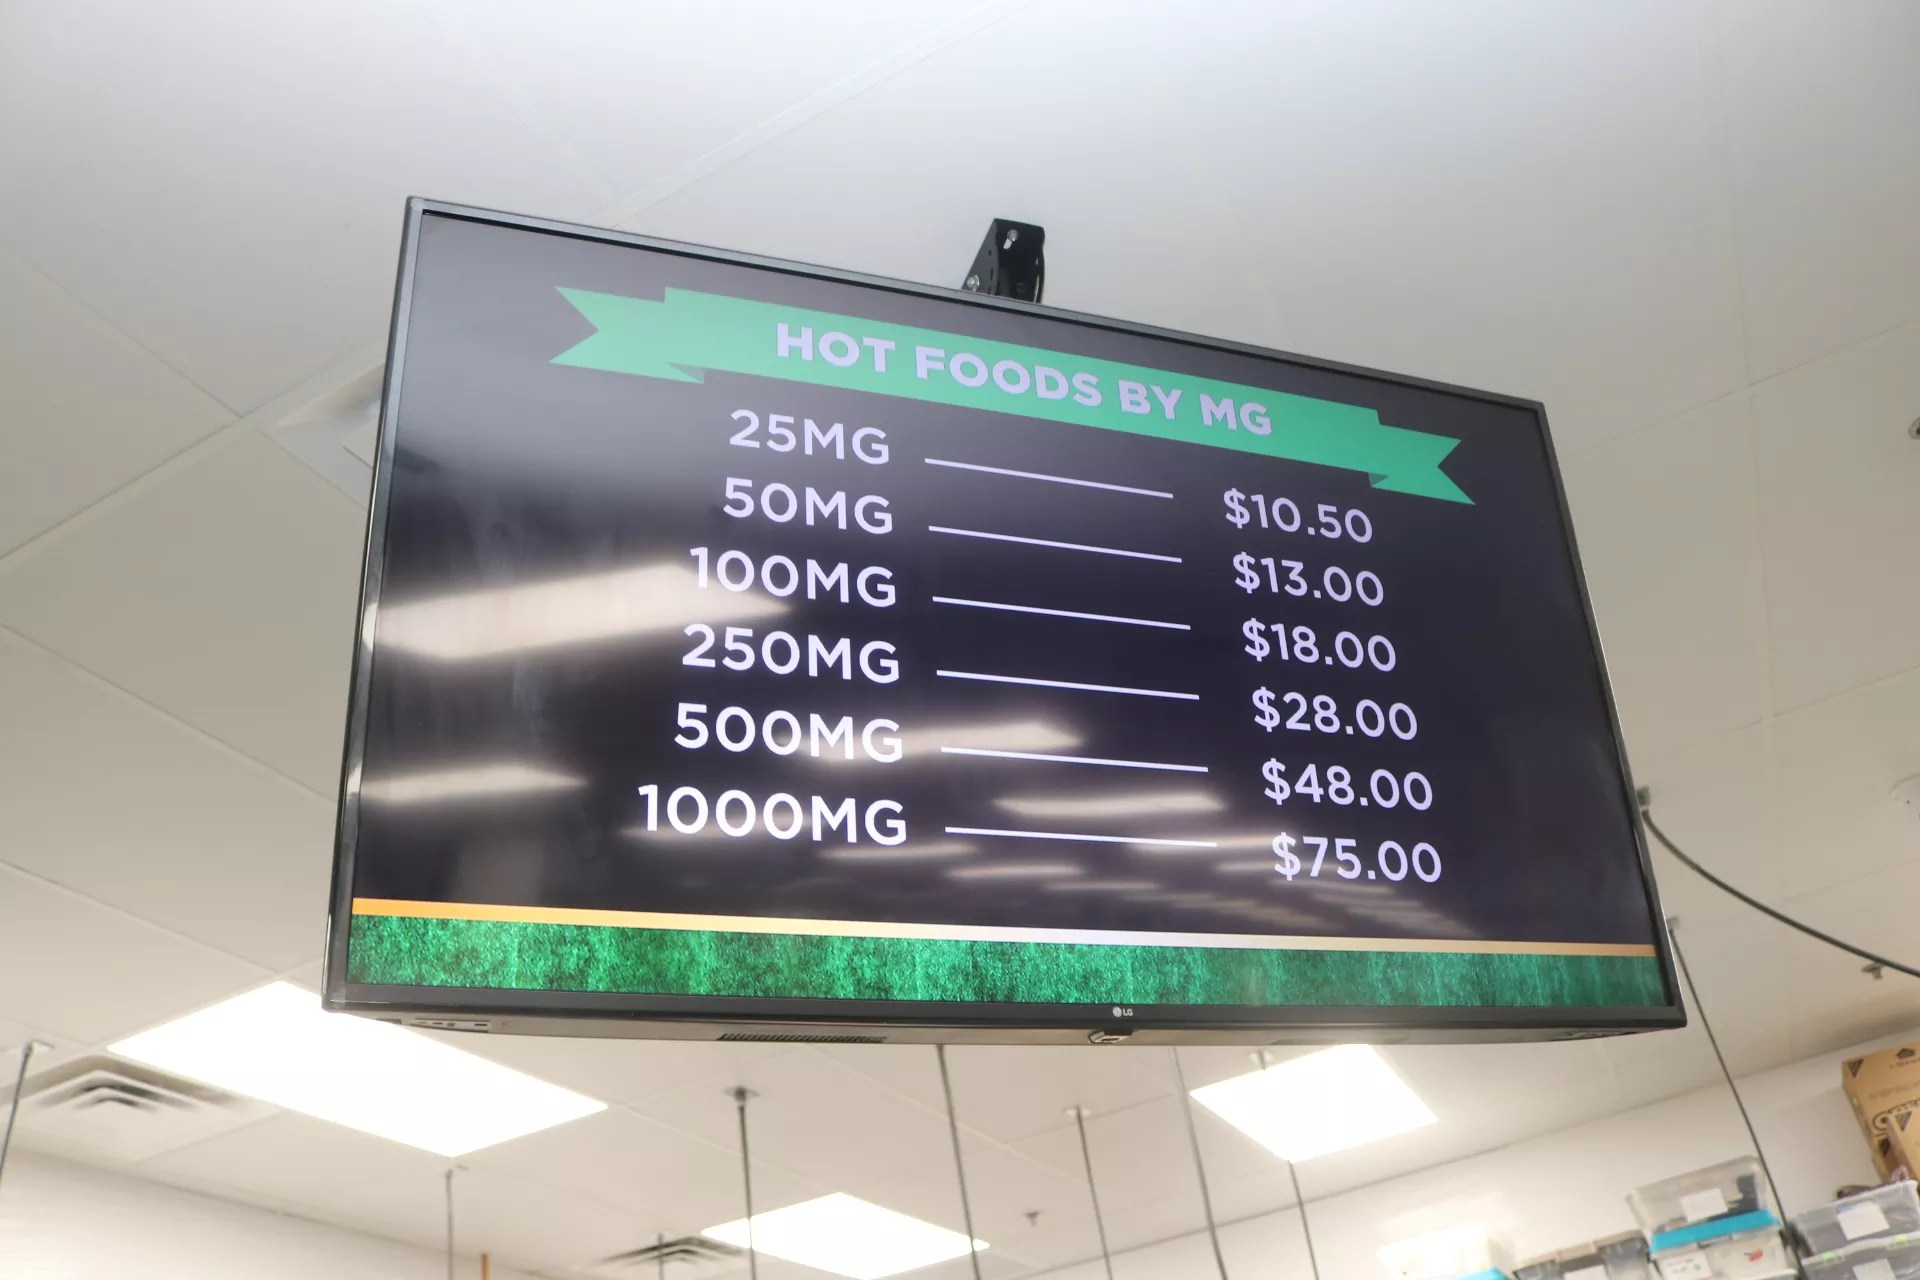 HOT FOODS BY MG
25MG $10.50
50MG $13.00
100MG $18.00
250MG $28.00
500MG $48.00
1000MG $75.00
LG